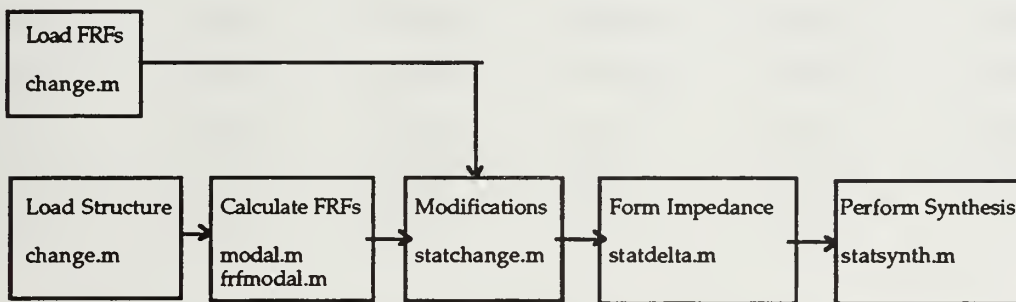 Load FRFs
change.m
Load Structure
change.m
Calculate FRFs
modal.m
frfmodal.m
Modifications
statchange.m
Form Impedance
statdelta.m
Perform Synthesis
statsynth.m